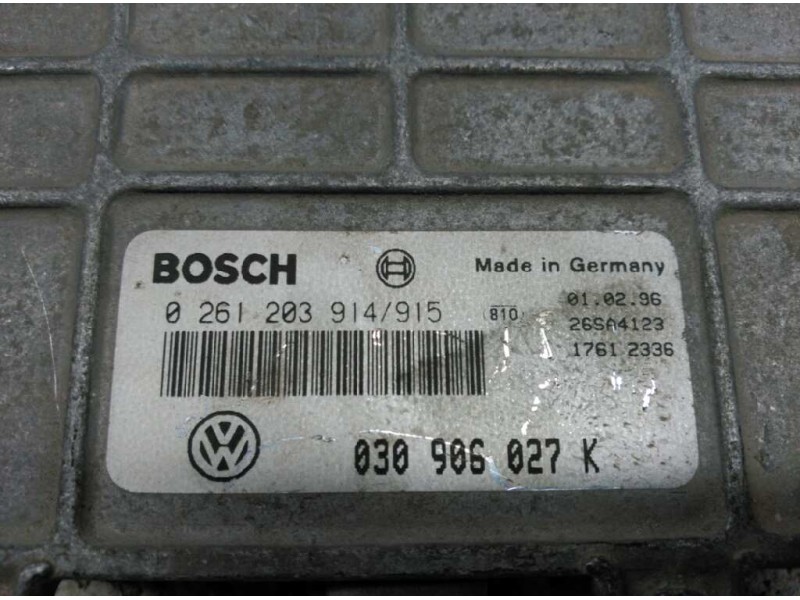 BOSCH
Made in Germany
0 261 203 914/915
810
01.02.96
26SA4123
1761 2336
VW
030 906 027 K